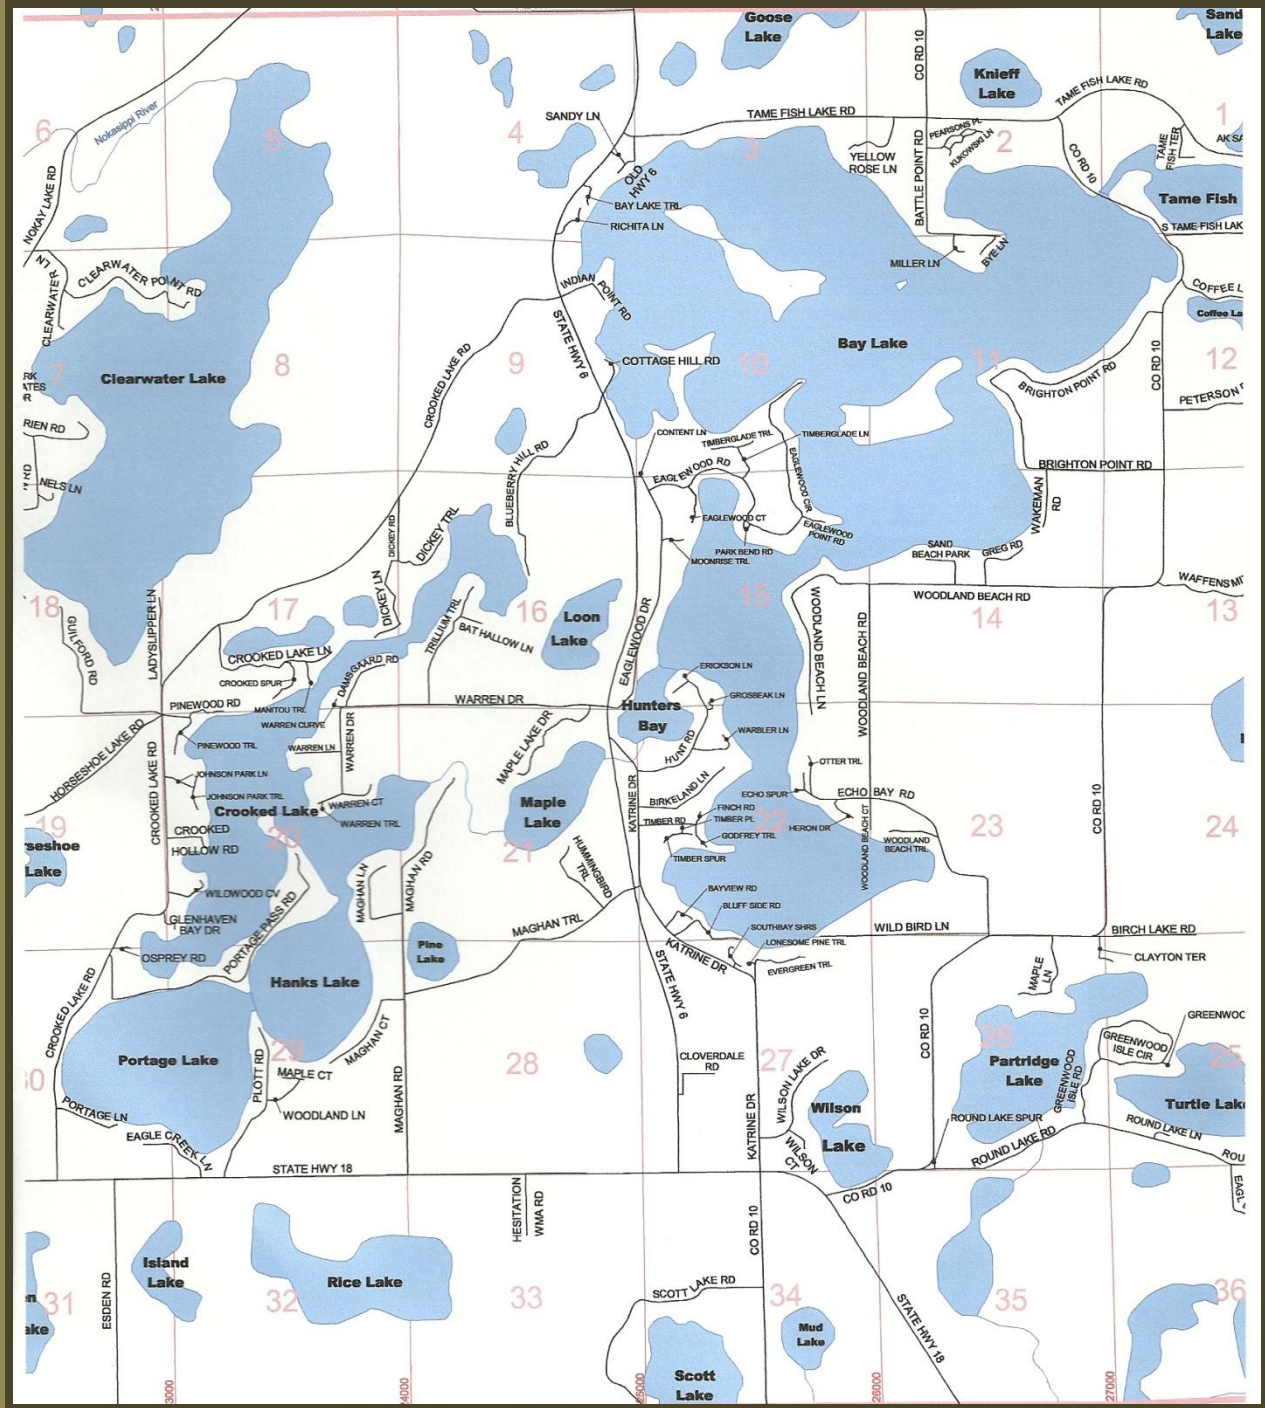 Goose
Lake
Sand
Lake
CO RD 10
Knieff
Lake
TAME FISH LAKE RD
Nokasippi River
6
5
4
3
2
1
SANDY LN
TAME FISH LAKE RD
PEARSONS PL
KUKOWSKI LN
AK SA
YELLOW
ROSE LN
TAME
FISH TER
CO RD 10
NOKAY LAKE RD
OLD
HWY 6
BATTLE POINT RD
BAY LAKE TRL
RICHITA LN
Tame Fish
S TAME FISH LAK
MILLER LN
BYE LN
CLEARWATER LN
CLEARWATER POINT RD
INDIAN
POINT RD
COFFEE L
Coffee La
STATE HWY 6
Bay Lake
7
8
9
10
11
12
CROOKED LAKE RD
COTTAGE HILL RD
CO RD 10
Clearwater Lake
BRIGHTON POINT RD
PETERSON
RK
ATES
R
RIEN RD
CONTENT LN
TIMBERGLADE TRL
TIMBERGLADE LN
BLUEBERRY HILL RD
EAGLEWOOD RD
EAGLEWOOD CIR
BRIGHTON POINT RD
RD
NELS LN
WAKEMAN
RD
DICKEY RD
DICKEY TRL
EAGLEWOOD CT
EAGLEWOOD
POINT RD
PARK BEND RD
MOONRISE TRL
SAND
BEACH PARK
GREG RD
WAFFENSMI
18
17
16
15
14
13
LADYSLIPPER LN
DICKEY LN
Loon
Lake
WOODLAND BEACH RD
GUILFORD RD
TRILLIUM TRL
BAT HALLOW LN
EAGLEWOOD DR
WOODLAND BEACH LN
WOODLAND BEACH RD
CROOKED LAKE LN
CROOKED SPUR
DAMSGAARD RD
ERICKSON LN
GROSBEAK LN
PINEWOOD RD
MANITOU TRL
WARREN CURVE
WARREN DR
Hunters
Bay
WARBLER LN
HORSESHOE LAKE RD
PINEWOOD TRL
WARREN LN
WARREN DR
MAPLE LAKE DR
HUNT RD
OTTER TRL
JOHNSON PARK LN
JOHNSON PARK TRL
CROOKED LAKE RD
Crooked Lake
WARREN CT
WARREN TRL
Maple
Lake
KATRINE DR
BIRKELAND LN
ECHO SPUR
ECHO BAY RD
CO RD 10
FINCH RD
TIMBER PL
TIMBER RD
GODFREY TRL
HERON DR
19
20
21
22
23
24
CROOKED
HOLLOW RD
TIMBER SPUR
WOODLAND BEACH CT
WOODLAND
BEACH TRL
rseshoe
Lake
HUMMINGBIRD
TRL
MAGHAN LN
MAGHAN RD
WILDWOOD CV
BAYVIEW RD
BLUFF SIDE RD
GLENHAVEN
BAY DR
PORTAGE PASS RD
MAGHAN TRL
SOUTHBAY SHRS
LONESOME PINE TRL
WILD BIRD LN
BIRCH LAKE RD
OSPREY RD
Pine
Lake
KATRINE DR
EVERGREEN TRL
CLAYTON TER
MAPLE
LN
CROOKED LAKE RD
Hanks Lake
STATE HWY 6
CO RD 10
GREENWOC
GREENWOOD
ISLE CIR
Portage Lake
MAGHAN CT
CLOVERDALE
RD
WILSON LAKE DR
Partridge
Lake
GREENWOOD
ISLE RD
30
29
28
27
26
25
PLOTT RD
MAPLE CT
WOODLAND LN
MAGHAN RD
KATRINE DR
Wilson
Lake
Turtle Lake
ROUND LAKE SPUR
ROUND LAKE LN
PORTAGE LN
EAGLE CREEK LN
STATE HWY 18
WILSON
CT
ROUND LAKE RD
ROU
CO RD 10
HESITATION
WMA RD
CO RD 10
EAGL
Island
Lake
Rice Lake
ESDEN RD
SCOTT LAKE RD
en
ake
31
32
33
34
35
36
Mud
Lake
STATE HWY 18
Scott
Lake
24000
25000
26000
27000